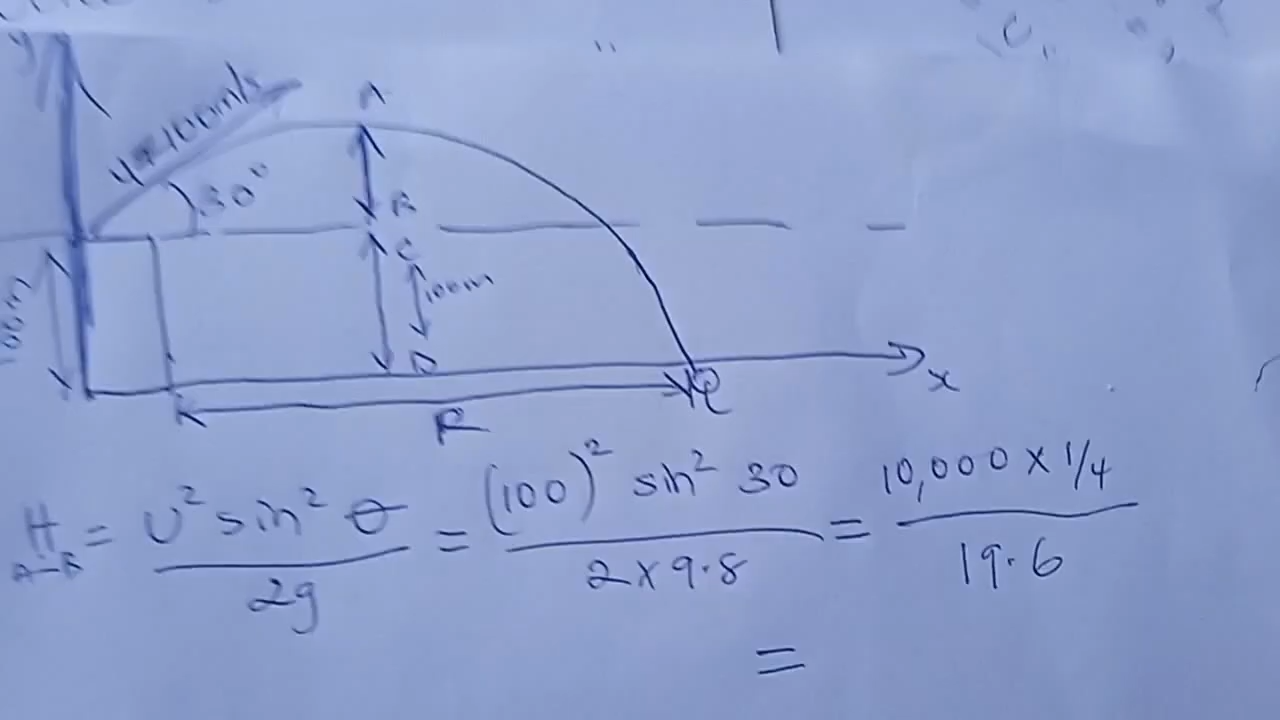 y
u=100m/s
A
30°
B
C
100m
D
x
R
H = U² sin² θ / 2g = (100)² sin² 30 / 2×9.8 = 10,000 × 1/4 / 19.6
A-B
=